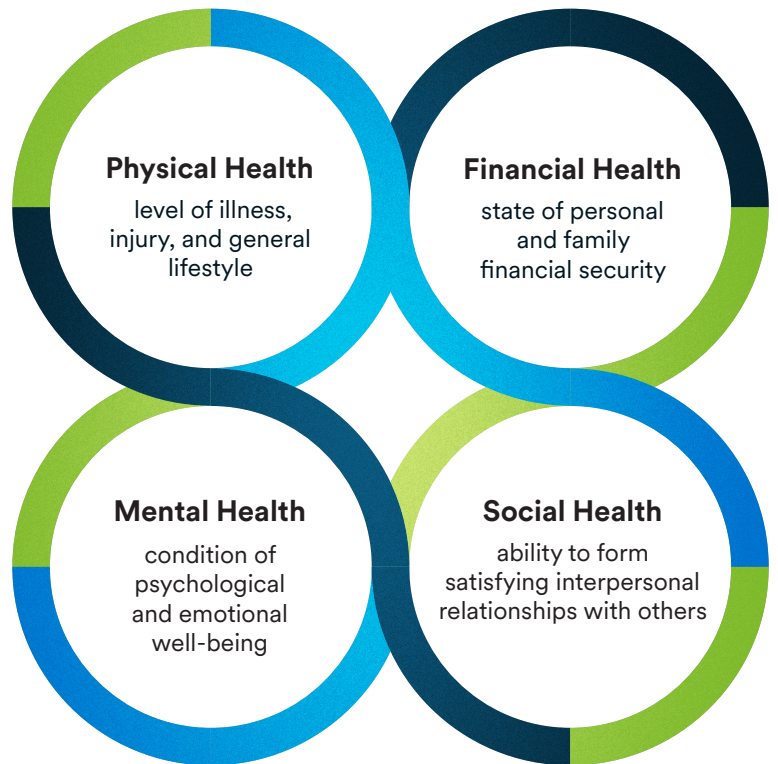 Physical Health
level of illness,
injury, and general
lifestyle
Financial Health
state of personal
and family
financial security
Mental Health
condition of
psychological
and emotional
well-being
Social Health
ability to form
satisfying interpersonal
relationships with others